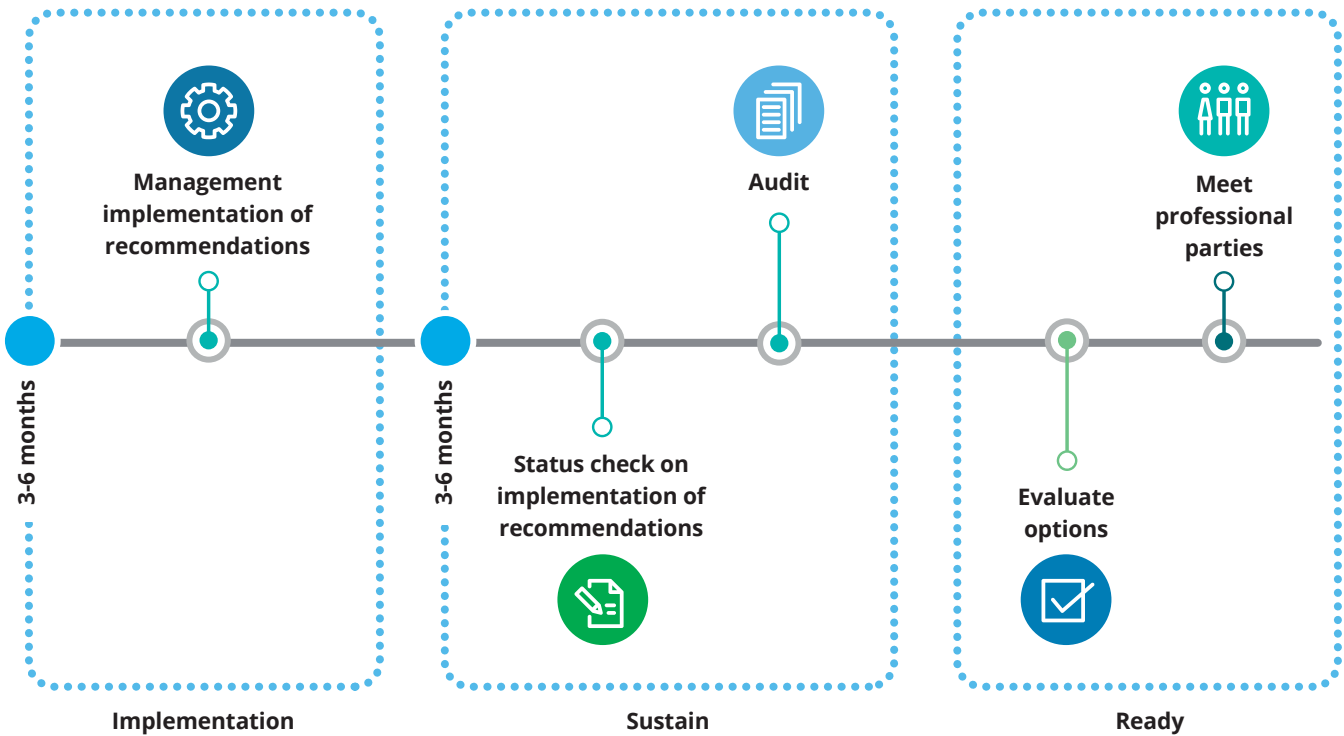 Management
implementation of
recommendations
3-6 months
Status check on
implementation of
recommendations
Audit
3-6 months
Evaluate
options
Meet
professional
parties
Implementation
Sustain
Ready